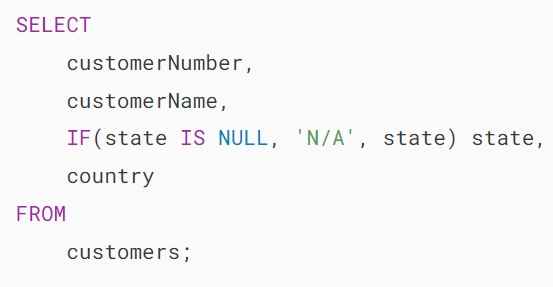 SELECT
    customerNumber,
    customerName,
    IF(state IS NULL, 'N/A', state) state,
    country
FROM
    customers;